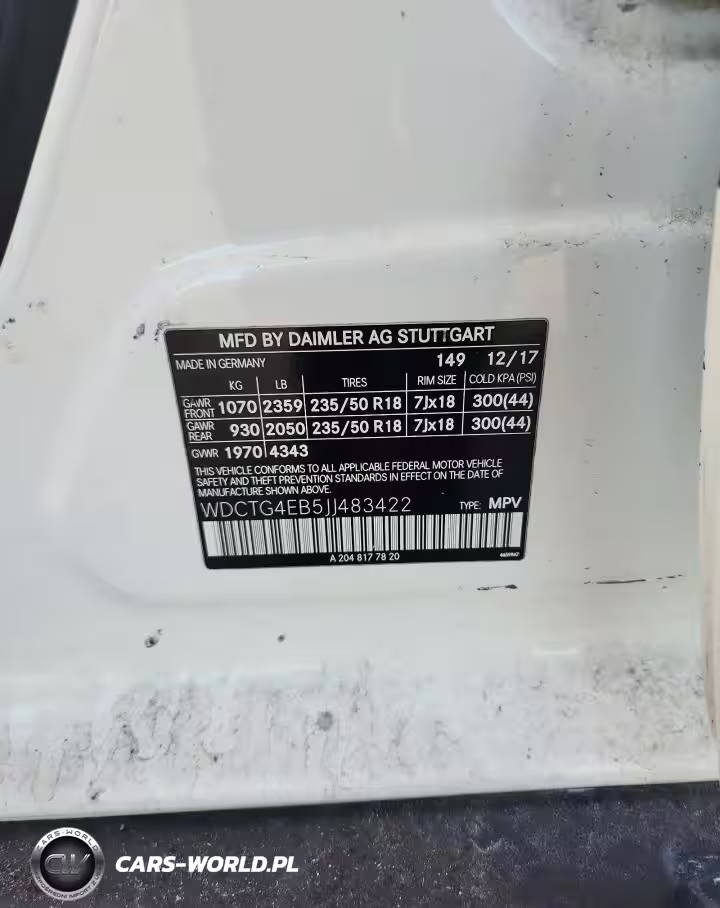 MFD BY DAIMLER AG STUTTGART
MADE IN GERMANY 149 12/17
KG LB TIRES RIM SIZE COLD KPA (PSI)
GAWR FRONT 1070 2359 235/50 R18 7Jx18 300(44)
GAWR REAR 930 2050 235/50 R18 7Jx18 300(44)
GVWR 1970 4343
THIS VEHICLE CONFORMS TO ALL APPLICABLE FEDERAL MOTOR VEHICLE
SAFETY AND THEFT PREVENTION STANDARDS IN EFFECT ON THE DATE OF
MANUFACTURE SHOWN ABOVE.
WDCTG4EB5JJ483422 TYPE: MPV
A 204 817 78 20
CARS-WORLD
CW
CARS-WORLD.PL